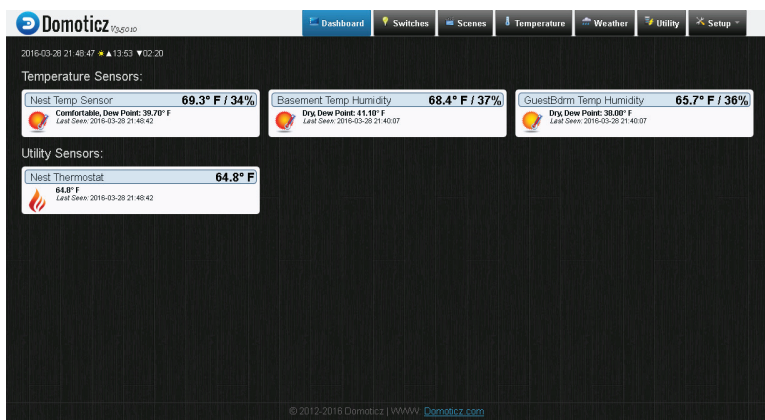 Domoticz V3.5010
Dashboard Switches Scenes Temperature Weather Utility Setup
2016-03-28 21:48:47 ☀▲13:53 ▼02:20
Temperature Sensors:
Nest Temp Sensor 69.3° F / 34%
Comfortable, Dew Point: 39.70° F
Last Seen: 2016-03-28 21:48:42
Basement Temp Humidity 68.4° F / 37%
Dry, Dew Point: 41.10° F
Last Seen: 2016-03-28 21:40:07
GuestBdrm Temp Humidity 65.7° F / 36%
Dry, Dew Point: 38.08° F
Last Seen: 2016-03-28 21:40:07
Utility Sensors:
Nest Thermostat 64.8° F
64.8° F
Last Seen: 2016-03-28 21:48:42
© 2012-2016 Domoticz | WWW: Domoticz.com